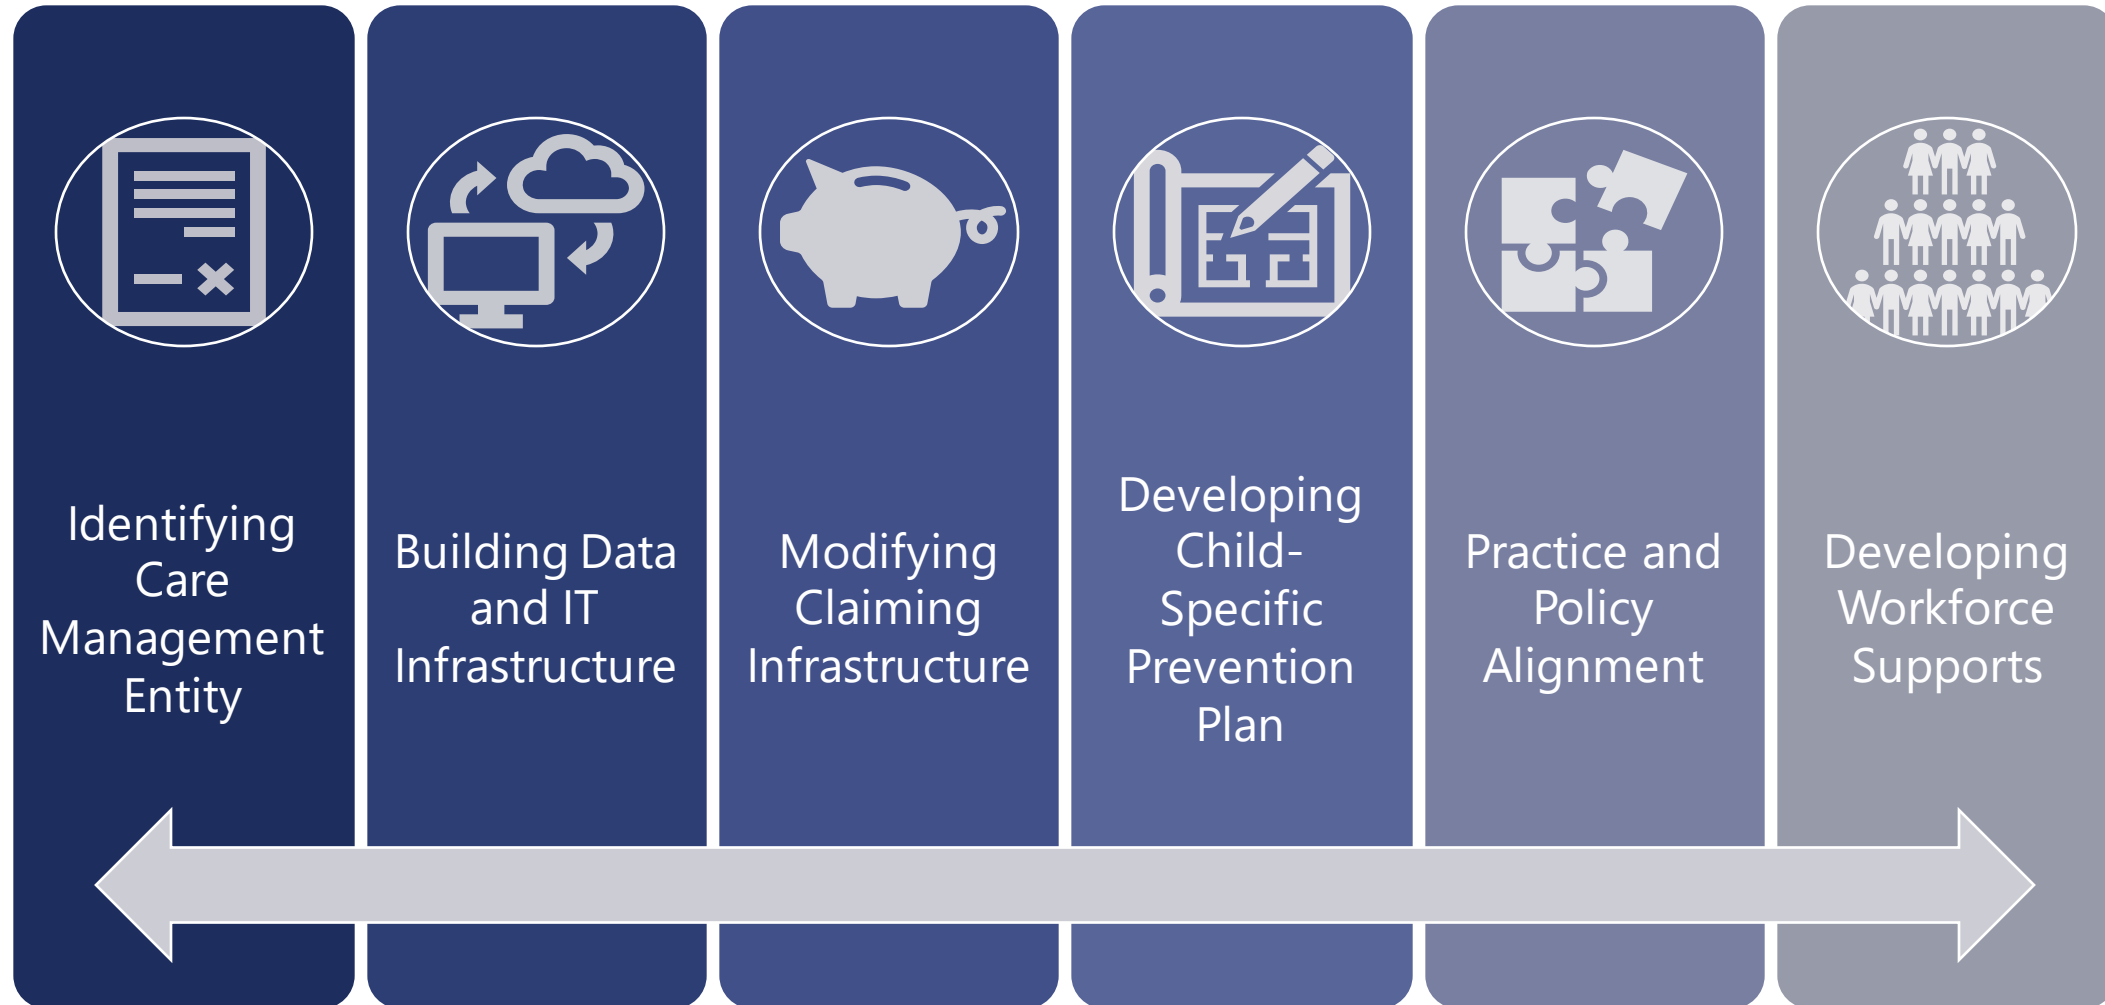 Identifying
Care
Management
Entity
Building Data
and IT
Infrastructure
Modifying
Claiming
Infrastructure
Developing
Child-
Specific
Prevention
Plan
Practice and
Policy
Alignment
Developing
Workforce
Supports